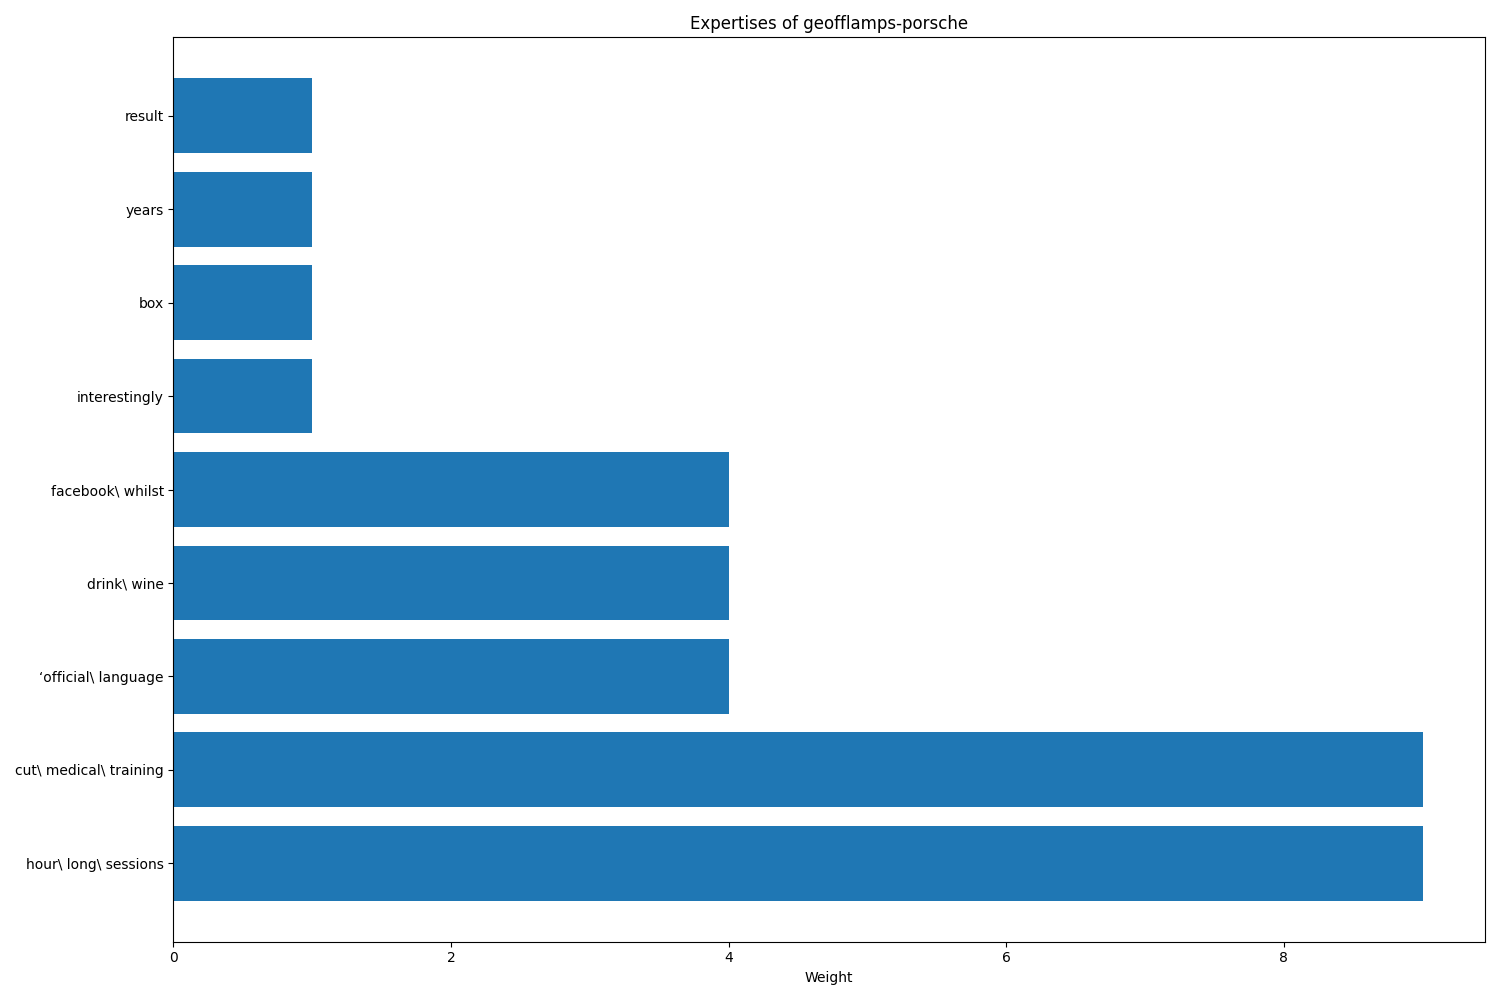 Expertises of geofflamps-porsche
result
years
box
interestingly
facebook\ whilst
drink\ wine
‘official\ language
cut\ medical\ training
hour\ long\ sessions
0 2 4 6 8
Weight